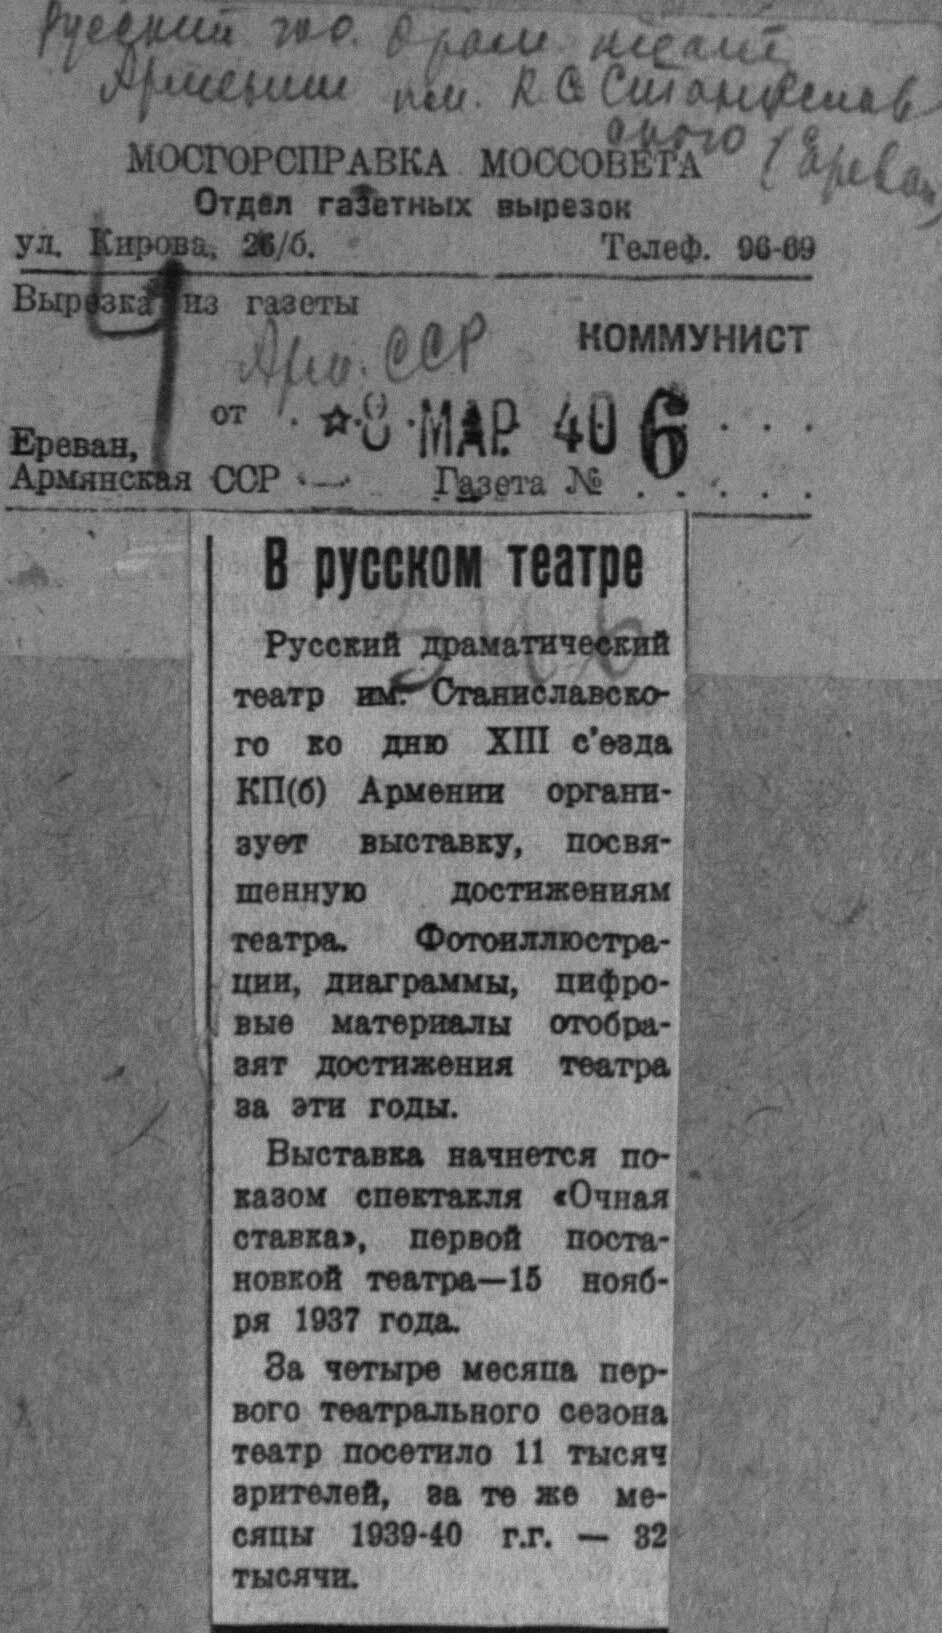 Русский гос. драм театр
Армении им. К. С. Станиславского (Ереван)
МОСГОРСПРАВКА МОССОВЕТА
Отдел газетных вырезок
ул. Кирова, 26/б. Телеф. 96-69
Вырезка из газеты
КОММУНИСТ
Арм. ССР
от 8 МАР. 40 6
Ереван,
Армянская ССР Газета №
В русском театре
Русский драматический
театр им. Станиславско-
го ко дню XIII с'езда
КП(б) Армении органи-
зует выставку, посвя-
щенную достижениям
театра. Фотоиллюстра-
ции, диаграммы, цифро-
вые материалы отобра-
зят достижения театра
за эти годы.
Выставка начнется по-
казом спектакля «Очная
ставка», первой поста-
новкой театра—15 нояб-
ря 1937 года.
За четыре месяца пер-
вого театрального сезона
театр посетило 11 тысяч
зрителей, за те же ме-
сяцы 1939-40 г.г. — 32
тысячи.